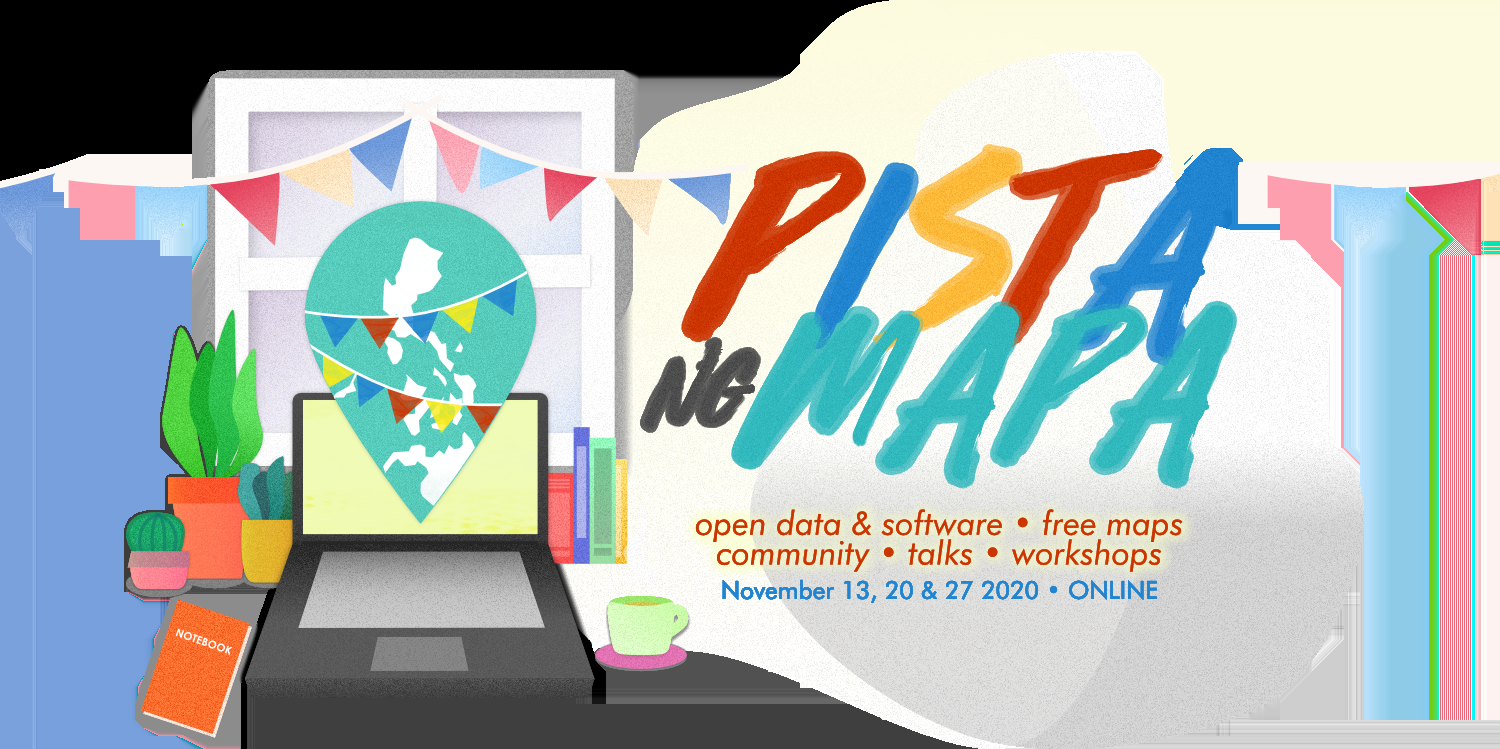 PISTA
NG MAPA
open data & software • free maps
community • talks • workshops
November 13, 20 & 27 2020 • ONLINE
NOTEBOOK